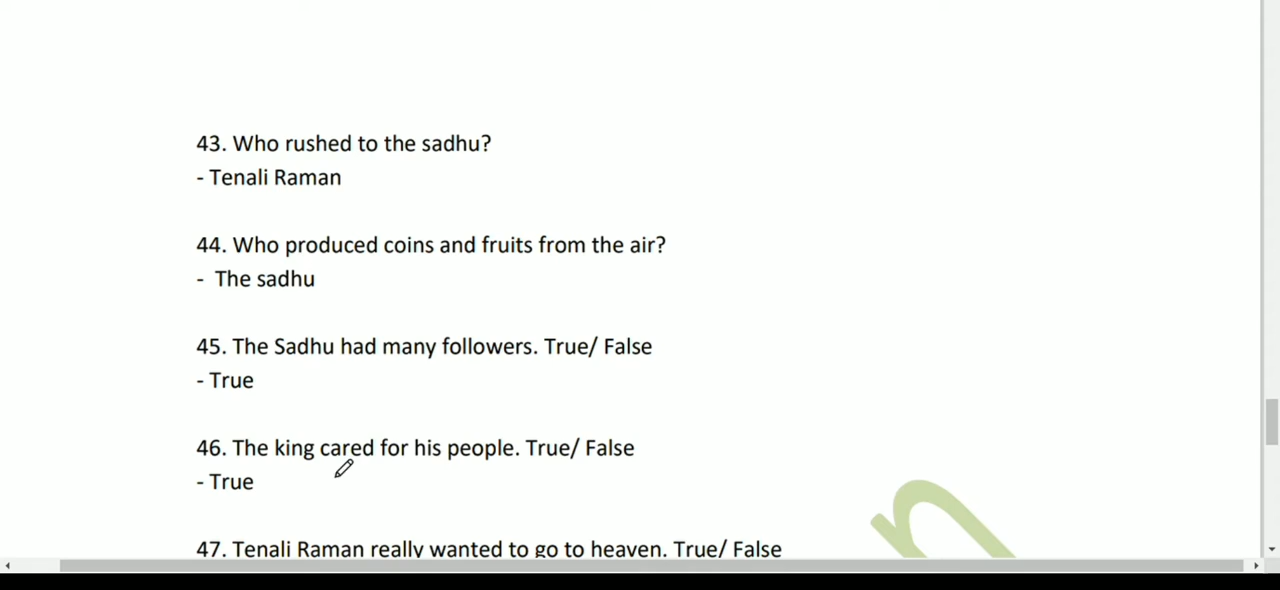 43. Who rushed to the sadhu?
- Tenali Raman
44. Who produced coins and fruits from the air?
- The sadhu
45. The Sadhu had many followers. True/ False
- True
46. The king cared for his people. True/ False
- True
47. Tenali Raman really wanted to go to heaven. True/ False
n